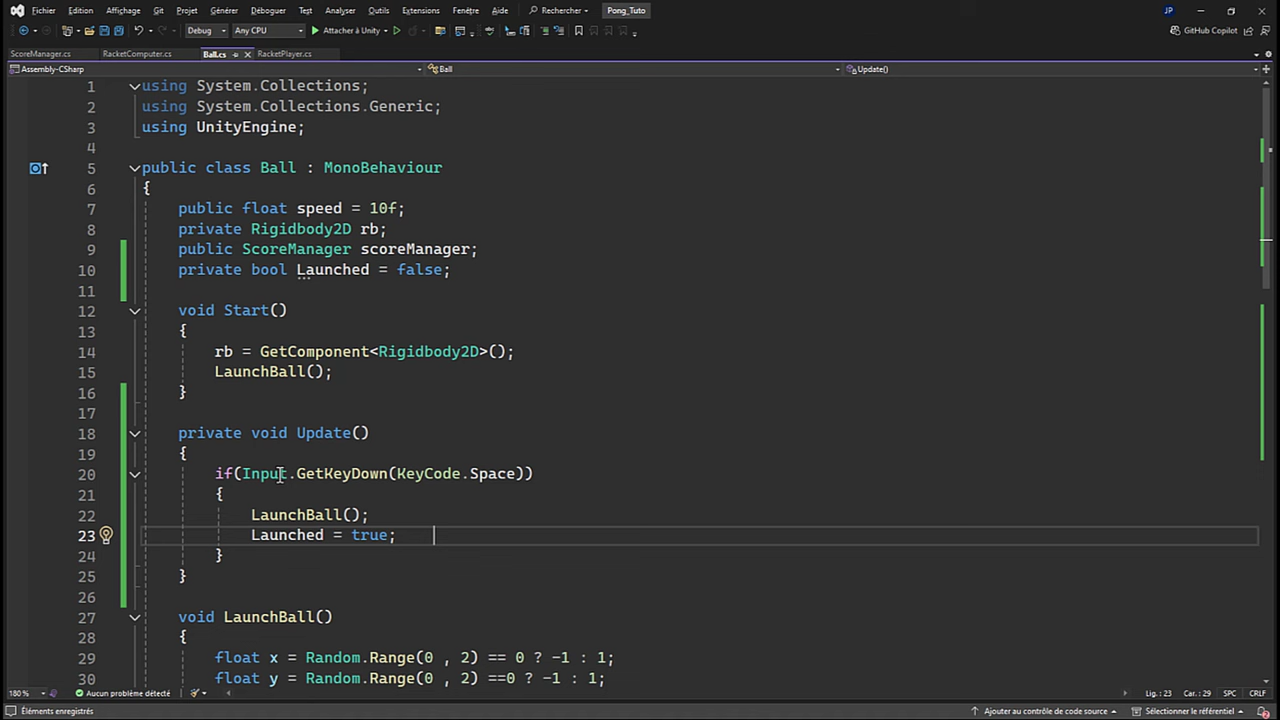 Fichier Edition Affichage Git Projet Générer Déboguer Test Analyser Outils Extensions Fenêtre Aide Rechercher Pong_Tuto JP
Debug Any CPU Attacher à Unity GitHub Copilot
ScoreManager.cs RacketComputer.cs Ball.cs RacketPlayer.cs
Assembly-CSharp Ball Update()
1 using System.Collections;
2 using System.Collections.Generic;
3 using UnityEngine;
4
5 public class Ball : MonoBehaviour
6 {
7 public float speed = 10f;
8 private Rigidbody2D rb;
9 public ScoreManager scoreManager;
10 private bool Launched = false;
11
12 void Start()
13 {
14 rb = GetComponent<Rigidbody2D>();
15 LaunchBall();
16 }
17
18 private void Update()
19 {
20 if(Input.GetKeyDown(KeyCode.Space))
21 {
22 LaunchBall();
23 Launched = true;
24 }
25 }
26
27 void LaunchBall()
28 {
29 float x = Random.Range(0 , 2) == 0 ? -1 : 1;
30 float y = Random.Range(0 , 2) ==0 ? -1 : 1;
180 % Aucun problème détecté Lig. : 23 Car. : 29 SPC CRLF
Éléments enregistrés Ajouter au contrôle de code source Sélectionner le référentiel